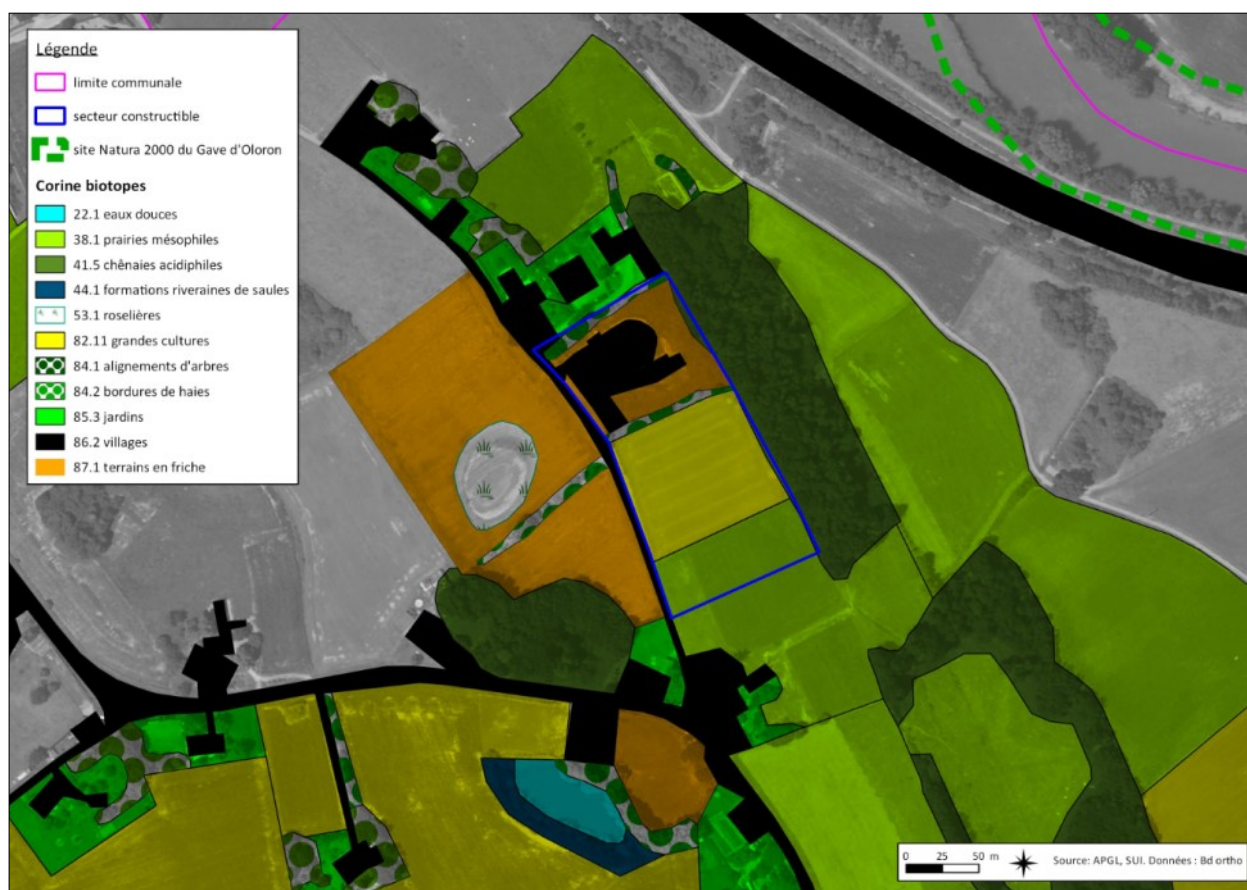 Légende
limite communale
secteur constructible
site Natura 2000 du Gave d'Oloron
Corine biotopes
22.1 eaux douces
38.1 prairies mésophiles
41.5 chênaies acidiphiles
44.1 formations riveraines de saules
53.1 roselières
82.11 grandes cultures
84.1 alignements d'arbres
84.2 bordures de haies
85.3 jardins
86.2 villages
87.1 terrains en friche
0 25 50 m
Source: APGL, SUI. Données : Bd ortho